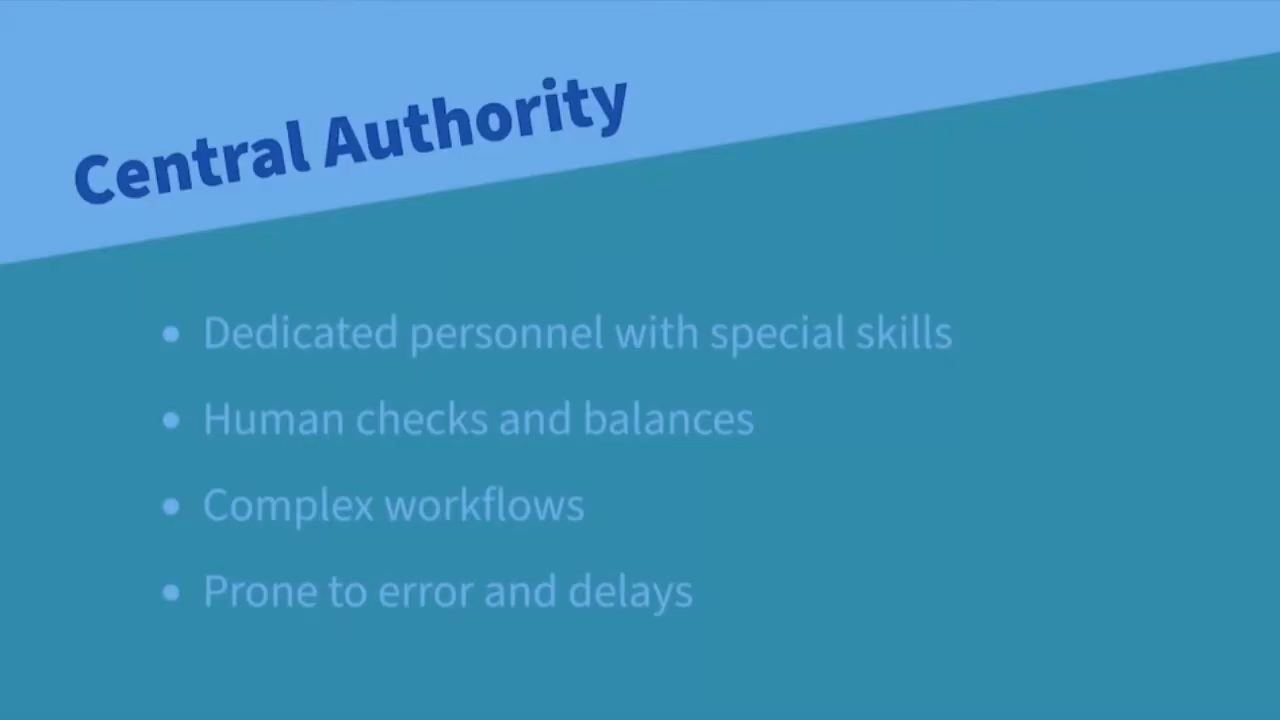 Central Authority
• Dedicated personnel with special skills
• Human checks and balances
• Complex workflows
• Prone to error and delays